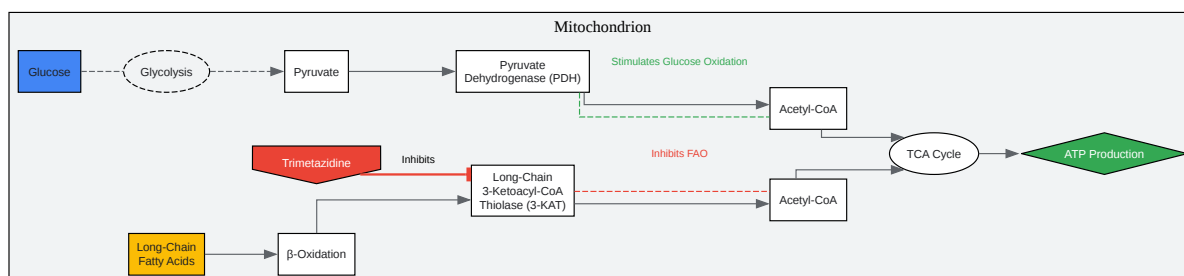 Mitochondrion
Glucose
Glycolysis
Pyruvate
Pyruvate
Dehydrogenase (PDH)
Stimulates Glucose Oxidation
Acetyl-CoA
Trimetazidine
Inhibits
Long-Chain
3-Ketoacyl-CoA
Thiolase (3-KAT)
Inhibits FAO
TCA Cycle
ATP Production
Acetyl-CoA
Long-Chain
Fatty Acids
β-Oxidation